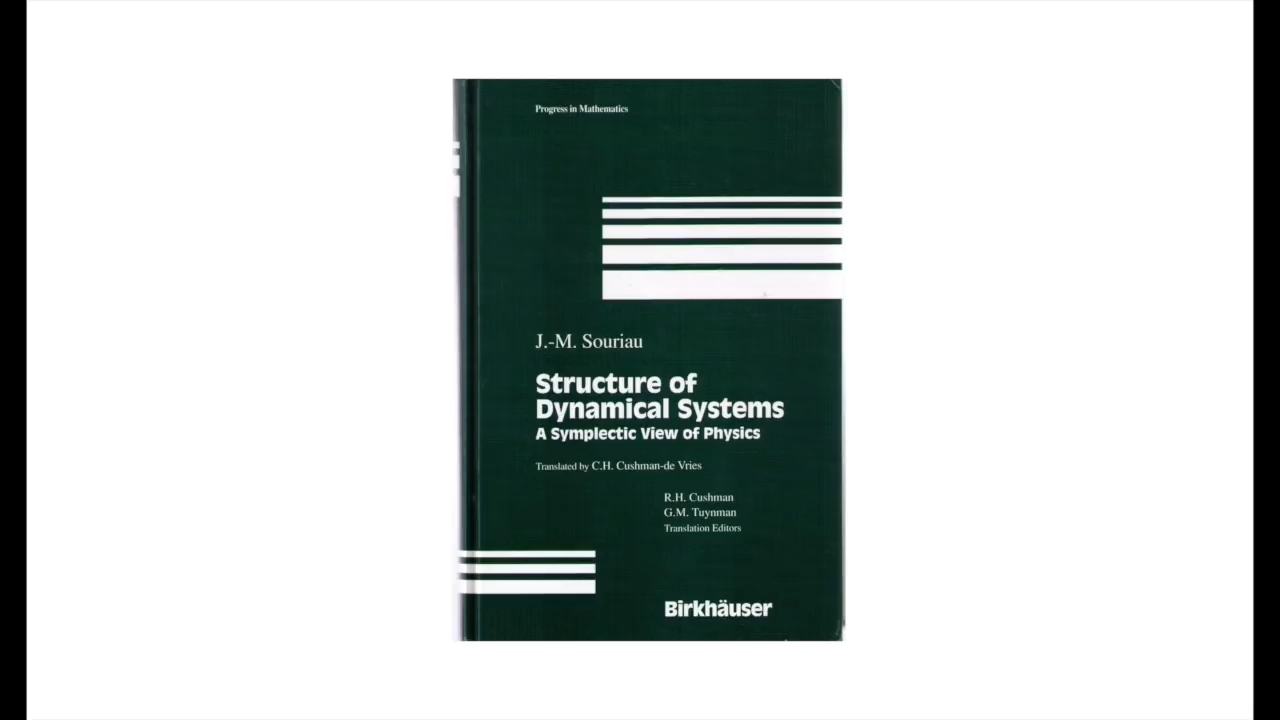 Progress in Mathematics
J.-M. Souriau
Structure of
Dynamical Systems
A Symplectic View of Physics
Translated by C.H. Cushman-de Vries
R.H. Cushman
G.M. Tuynman
Translation Editors
Birkhäuser